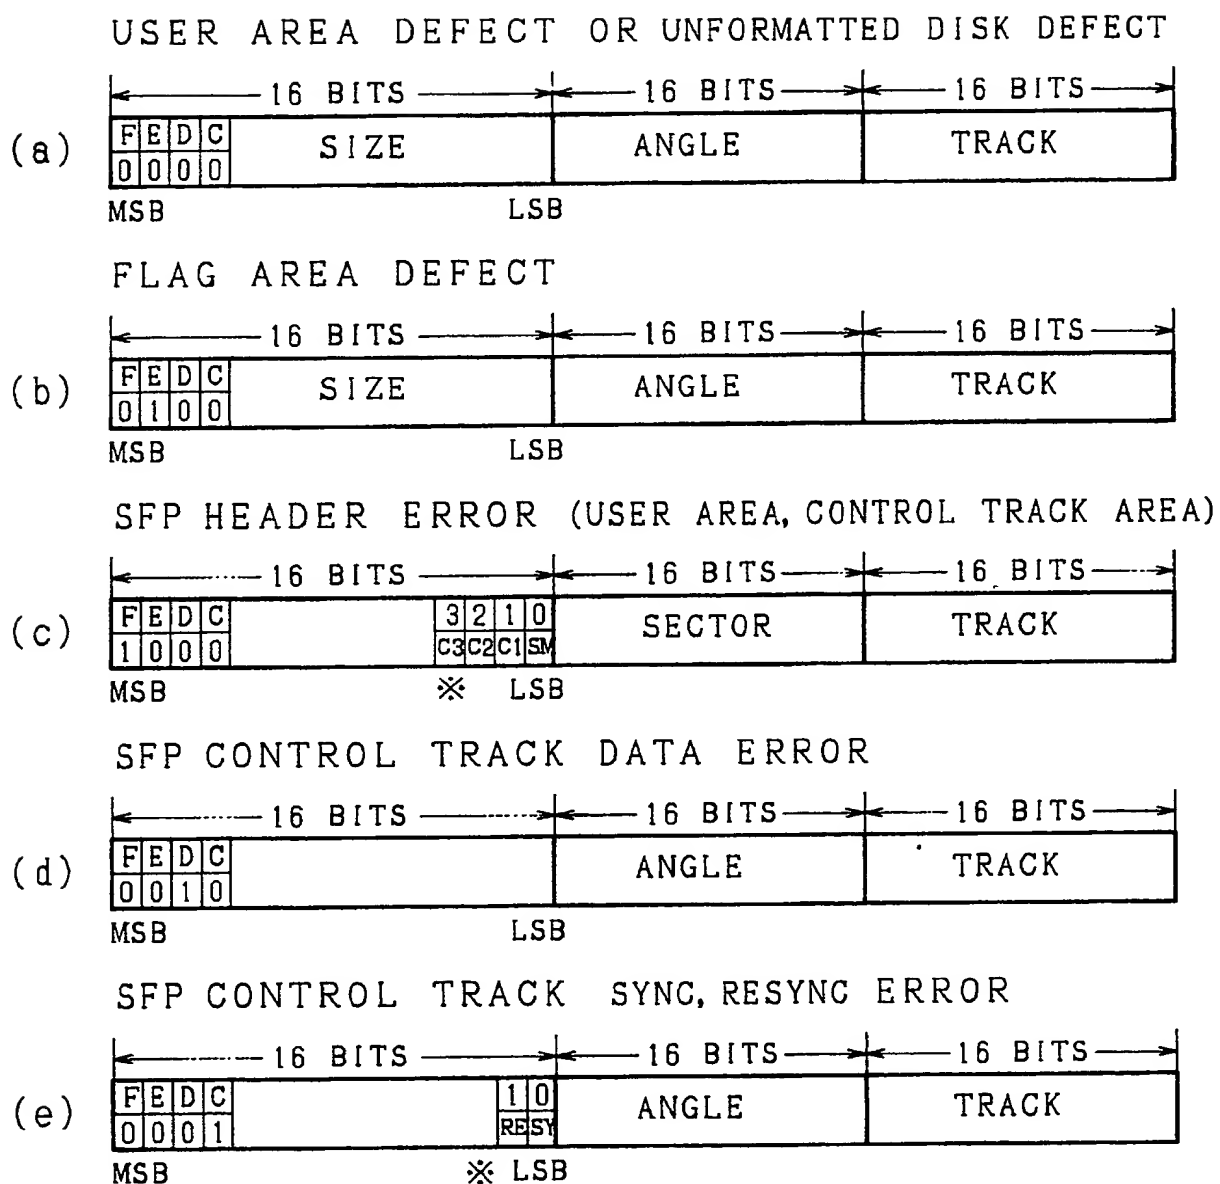 USER AREA DEFECT OR UNFORMATTED DISK DEFECT
16 BITS 16 BITS 16 BITS
(a)
F E D C SIZE ANGLE TRACK
0 0 0 0
MSB LSB
FLAG AREA DEFECT
16 BITS 16 BITS 16 BITS
(b)
F E D C SIZE ANGLE TRACK
0 1 0 0
MSB LSB
SFP HEADER ERROR (USER AREA, CONTROL TRACK AREA)
16 BITS 16 BITS 16 BITS
(c)
F E D C 3 2 1 0 SECTOR TRACK
1 0 0 0 C3 C2 C1 SM
MSB ※ LSB
SFP CONTROL TRACK DATA ERROR
16 BITS 16 BITS 16 BITS
(d)
F E D C ANGLE TRACK
0 0 1 0
MSB LSB
SFP CONTROL TRACK SYNC, RESYNC ERROR
16 BITS 16 BITS 16 BITS
(e)
F E D C 1 0 ANGLE TRACK
0 0 0 1 RE SY
MSB ※ LSB